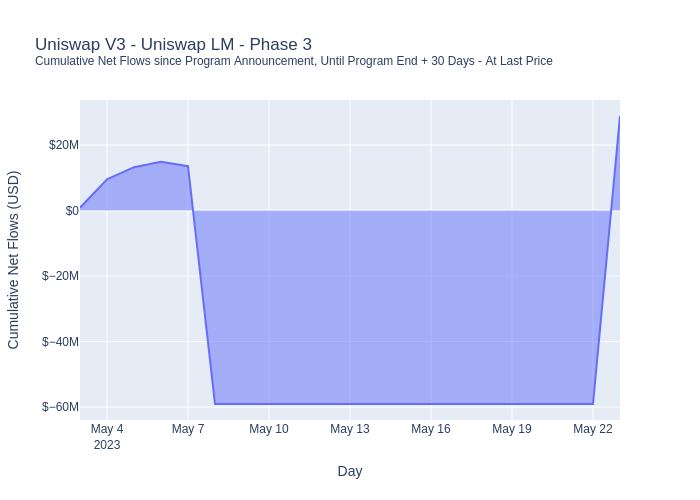 Uniswap V3 - Uniswap LM - Phase 3
Cumulative Net Flows since Program Announcement, Until Program End + 30 Days - At Last Price
Cumulative Net Flows (USD)
$20M
$0
$−20M
$−40M
$−60M
May 4
2023
May 7
May 10
May 13
May 16
May 19
May 22
Day